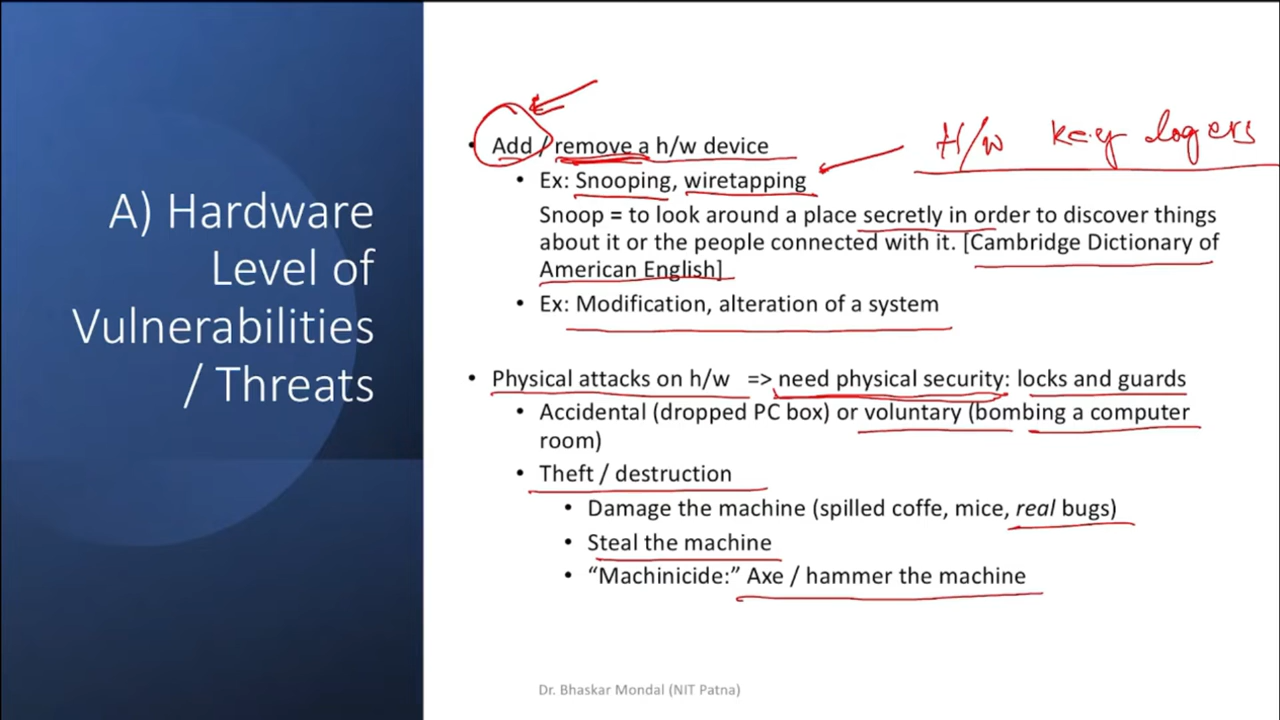 A) Hardware
Level of
Vulnerabilities
/ Threats
• Add / remove a h/w device
H/w key logers
• Ex: Snooping, wiretapping
Snoop = to look around a place secretly in order to discover things
about it or the people connected with it. [Cambridge Dictionary of
American English]
• Ex: Modification, alteration of a system
• Physical attacks on h/w => need physical security: locks and guards
• Accidental (dropped PC box) or voluntary (bombing a computer
room)
• Theft / destruction
• Damage the machine (spilled coffe, mice, real bugs)
• Steal the machine
• “Machinicide:” Axe / hammer the machine
Dr. Bhaskar Mondal (NIT Patna)